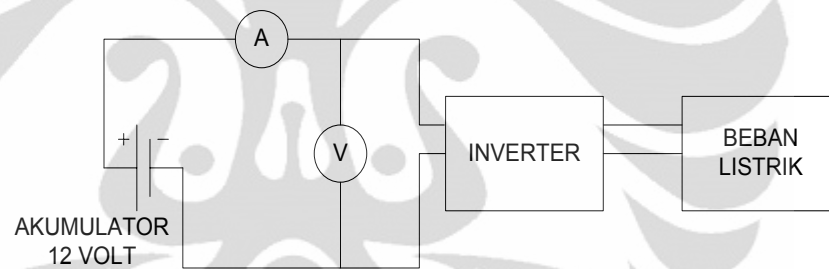 A
+ -
V
INVERTER
BEBAN
LISTRIK
AKUMULATOR
12 VOLT